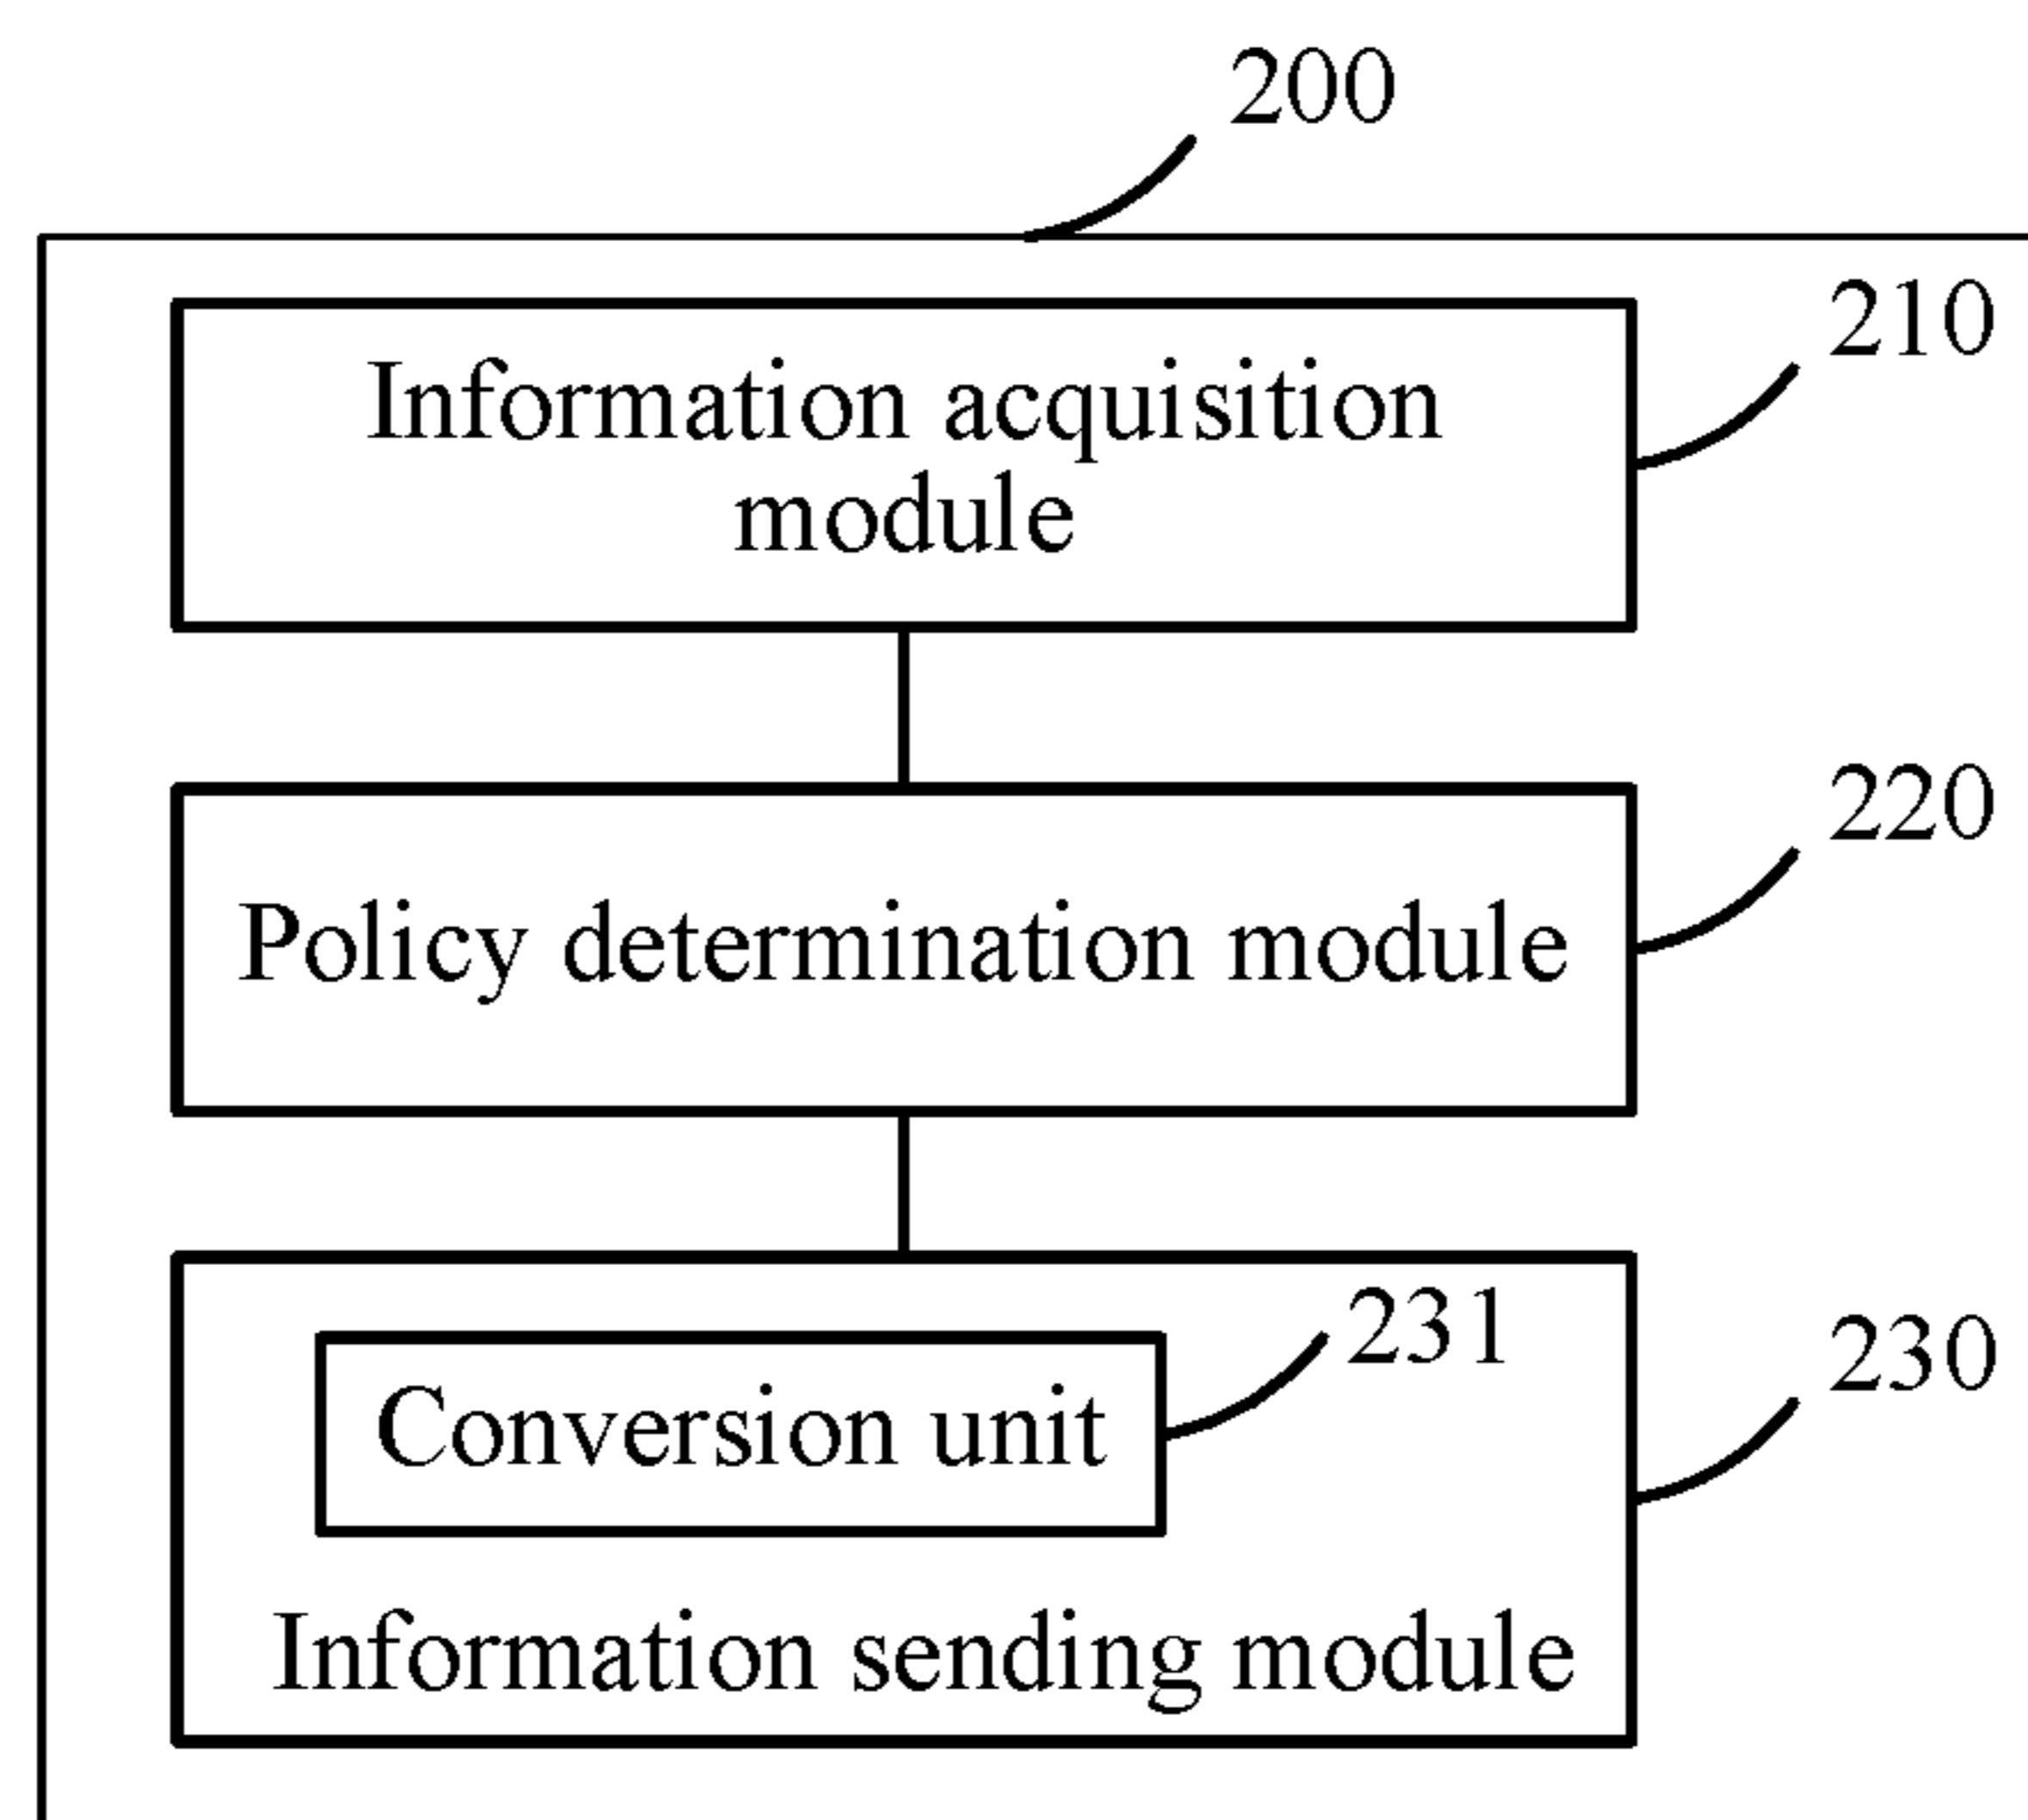 200
210
Information acquisition
module
220
Policy determination module
231
230
Conversion unit
Information sending module